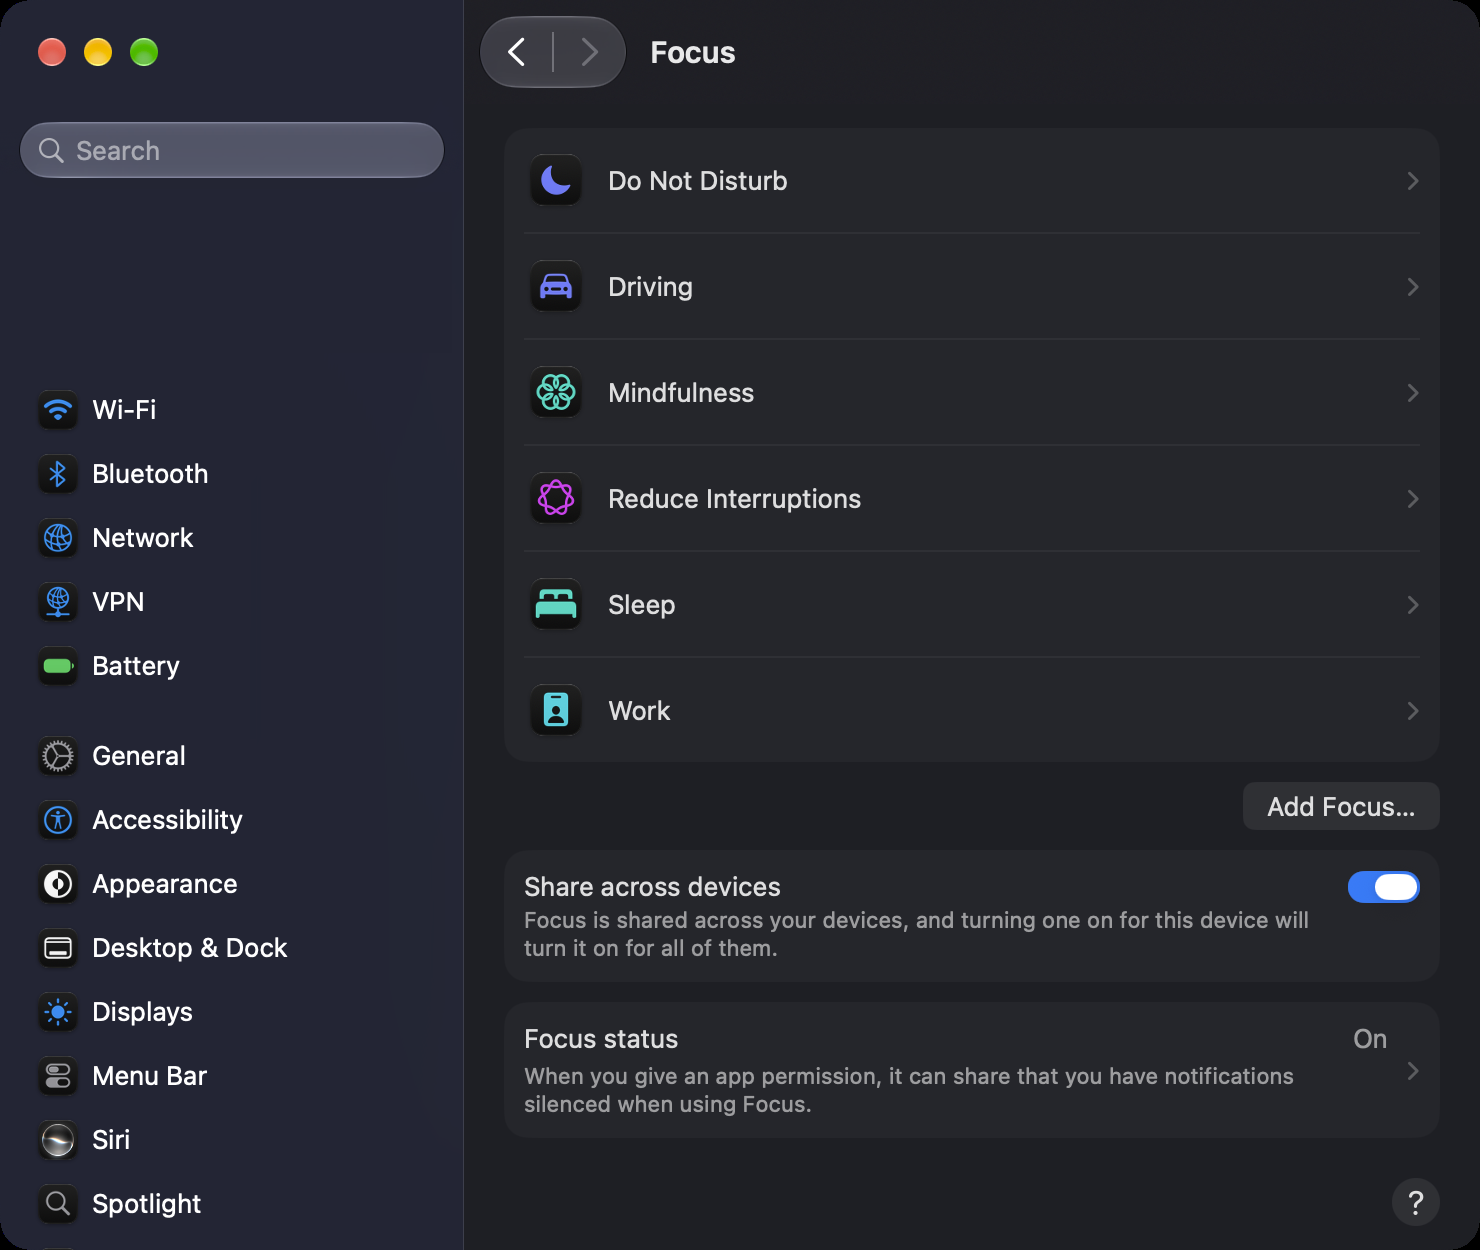 Search
Wi-Fi
Bluetooth
Network
VPN
Battery
General
Accessibility
Appearance
Desktop & Dock
Displays
Menu Bar
Siri
Spotlight
Focus
Do Not Disturb
Driving
Mindfulness
Reduce Interruptions
Sleep
Work
Add Focus...
Share across devices
Focus is shared across your devices, and turning one on for this device will
turn it on for all of them.
Focus status
On
When you give an app permission, it can share that you have notifications
silenced when using Focus.
?